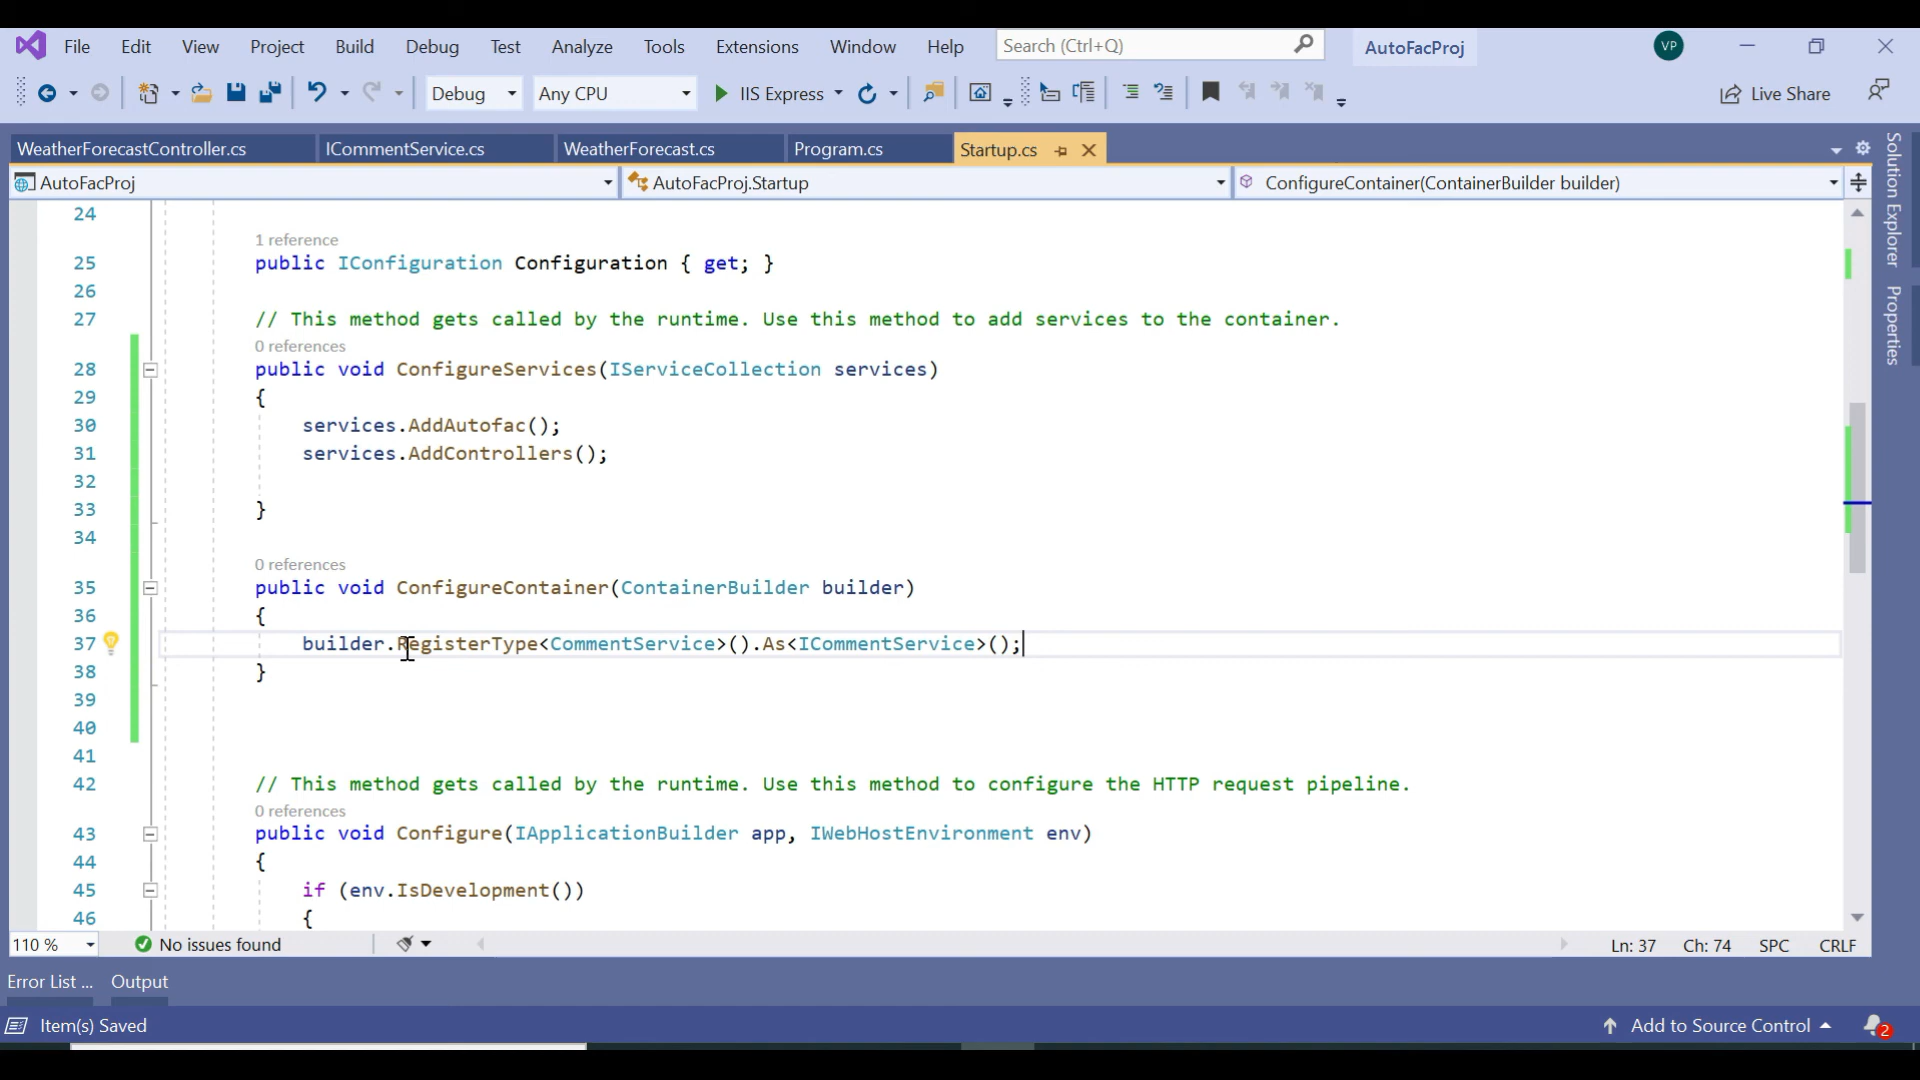 File Edit View Project Build Debug Test Analyze Tools Extensions Window Help Search (Ctrl+Q) AutoFacProj VP
Debug Any CPU IIS Express Live Share
WeatherForecastController.cs ICommentService.cs WeatherForecast.cs Program.cs Startup.cs
AutoFacProj AutoFacProj.Startup ConfigureContainer(ContainerBuilder builder)
Solution Explorer
Properties
24
1 reference
25 public IConfiguration Configuration { get; }
26
27 // This method gets called by the runtime. Use this method to add services to the container.
0 references
28 public void ConfigureServices(IServiceCollection services)
29 {
30 services.AddAutofac();
31 services.AddControllers();
32
33 }
34
0 references
35 public void ConfigureContainer(ContainerBuilder builder)
36 {
37 builder.RegisterType<CommentService>().As<ICommentService>();
38 }
39
40
41
42 // This method gets called by the runtime. Use this method to configure the HTTP request pipeline.
0 references
43 public void Configure(IApplicationBuilder app, IWebHostEnvironment env)
44 {
45 if (env.IsDevelopment())
46 {
110 % No issues found Ln: 37 Ch: 74 SPC CRLF
Error List ... Output
Item(s) Saved Add to Source Control 2